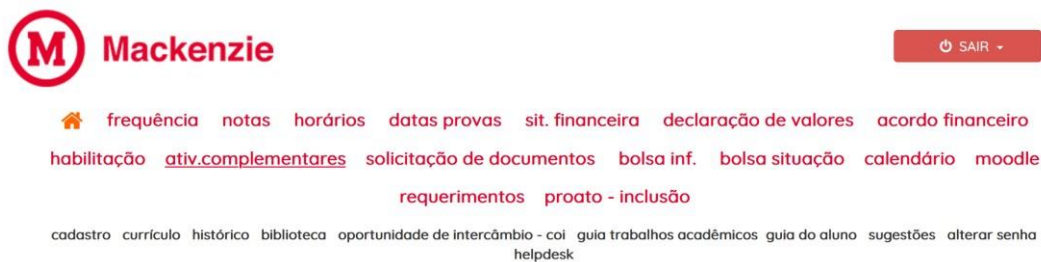 M Mackenzie SAIR
frequência notas horários datas provas sit. financeira declaração de valores acordo financeiro
habilitação ativ.complementares solicitação de documentos bolsa inf. bolsa situação calendário moodle
requerimentos proato - inclusão
cadastro currículo histórico biblioteca oportunidade de intercâmbio - coi guia trabalhos acadêmicos guia do aluno sugestões alterar senha
helpdesk